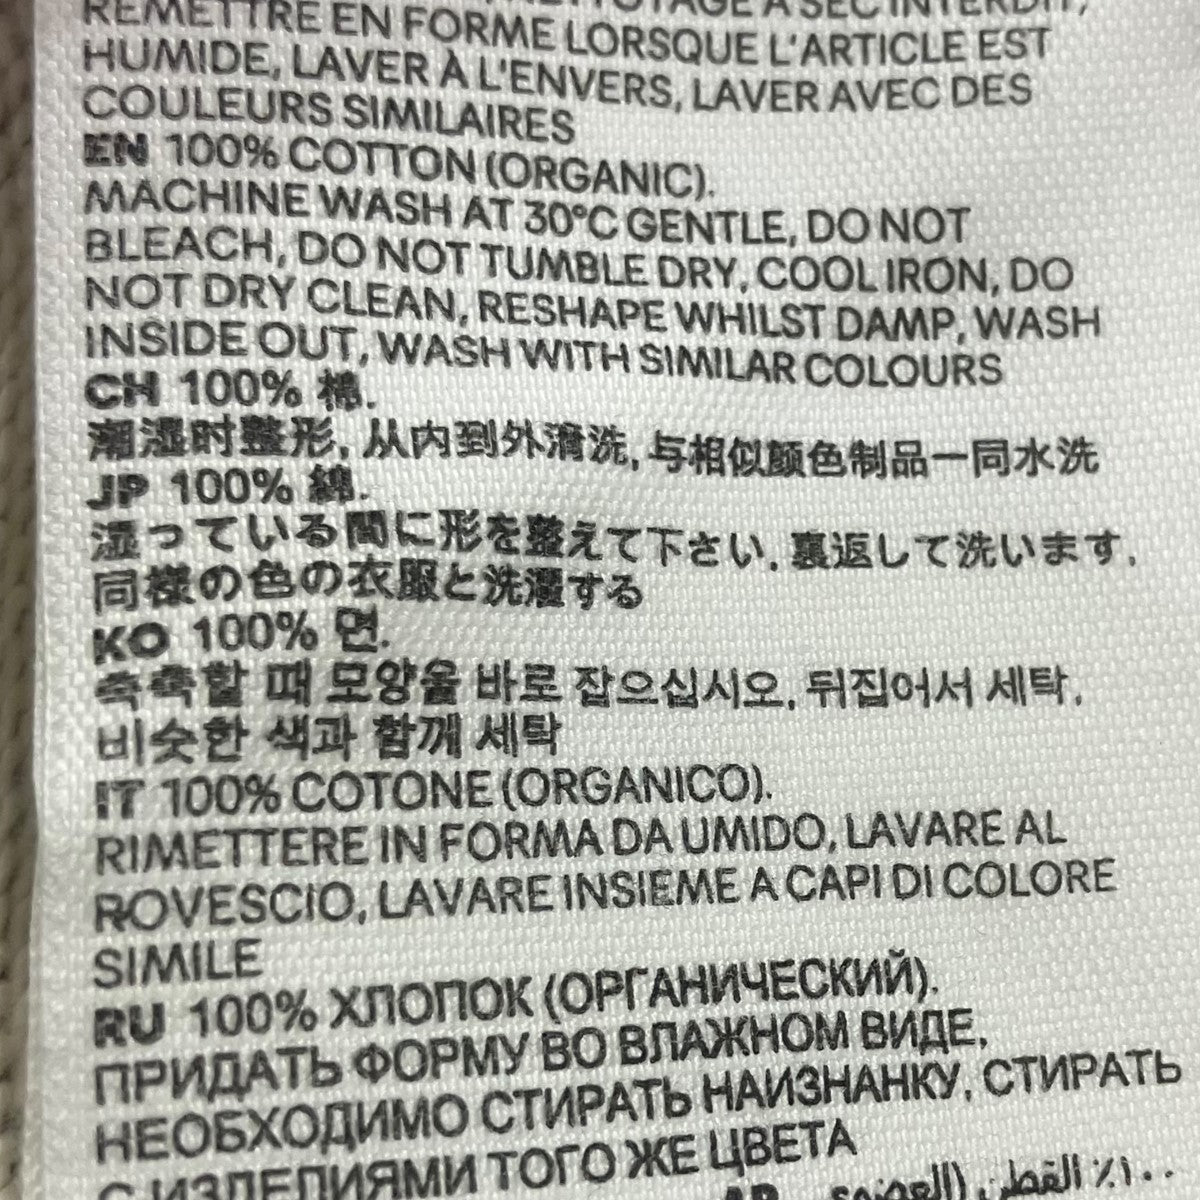 NETTOYAGE À SEC INTERDIT,
REMETTRE EN FORME LORSQUE L'ARTICLE EST
HUMIDE, LAVER À L'ENVERS, LAVER AVEC DES
COULEURS SIMILAIRES
EN 100% COTTON (ORGANIC).
MACHINE WASH AT 30°C GENTLE, DO NOT
BLEACH, DO NOT TUMBLE DRY, COOL IRON, DO
NOT DRY CLEAN, RESHAPE WHILST DAMP, WASH
INSIDE OUT, WASH WITH SIMILAR COLOURS
CH 100% 棉.
潮湿时整形, 从内到外清洗, 与相似颜色制品一同水洗
JP 100% 綿.
湿っている間に形を整えて下さい, 裏返して洗います,
同様の色の衣服と洗濯する
KO 100% 면.
축축할 때 모양을 바로 잡으십시오, 뒤집어서 세탁,
비슷한 색과 함께 세탁
IT 100% COTONE (ORGANICO).
RIMETTERE IN FORMA DA UMIDO, LAVARE AL
ROVESCIO, LAVARE INSIEME A CAPI DI COLORE
SIMILE
RU 100% ХЛОПОК (ОРГАНИЧЕСКИЙ).
ПРИДАТЬ ФОРМУ ВО ВЛАЖНОМ ВИДЕ,
НЕОБХОДИМО СТИРАТЬ НАИЗНАНКУ, СТИРАТЬ
С ИЗДЕЛИЯМИ ТОГО ЖЕ ЦВЕТА
AR ١٠٠٪ القطن